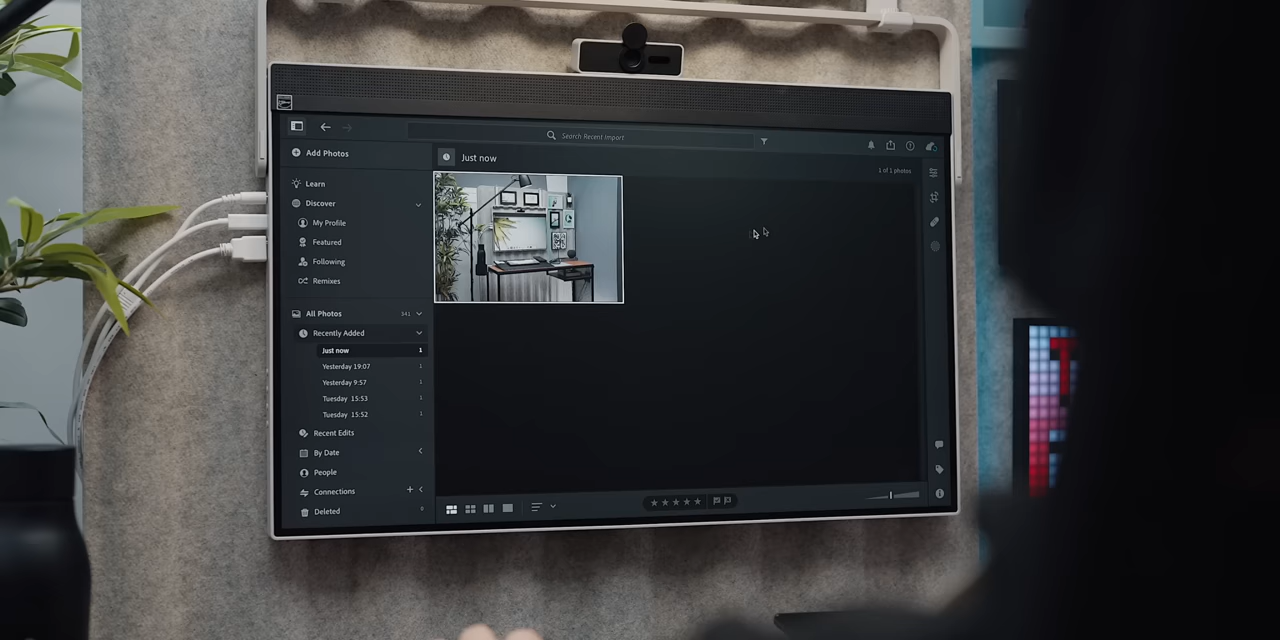 Search Recent Import
Add Photos
Just now
1 of 1 photos
Learn
Discover
My Profile
Featured
Following
Remixes
All Photos 341
Recently Added
Just now 1
Yesterday 19:07 1
Yesterday 9:57 1
Tuesday 15:53 1
Tuesday 15:52 1
Recent Edits
By Date
People
Connections
Deleted 0